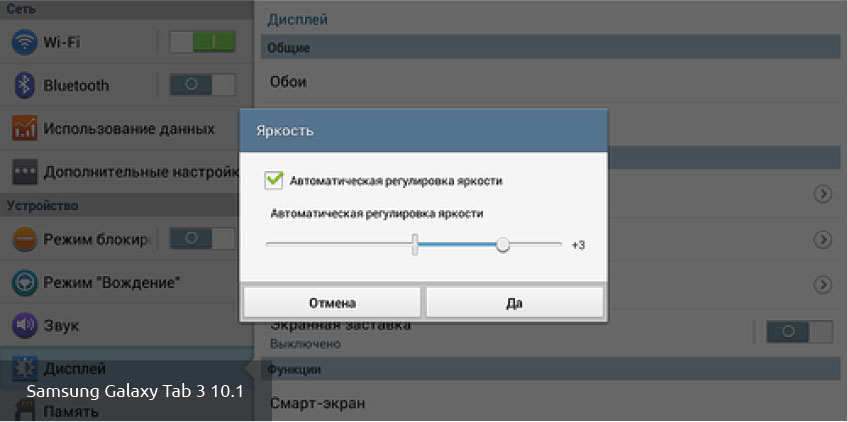 Сеть
Wi-Fi
Bluetooth
Использование данных
Дополнительные настройк
Устройство
Режим блокир
Режим "Вождение"
Звук
Дисплей
Samsung Galaxy Tab 3 10.1
Память
Дисплей
Общие
Обои
Яркость
Автоматическая регулировка яркости
Автоматическая регулировка яркости
+3
Отмена Да
Экранная заставка
Выключено
Функции
Смарт-экран